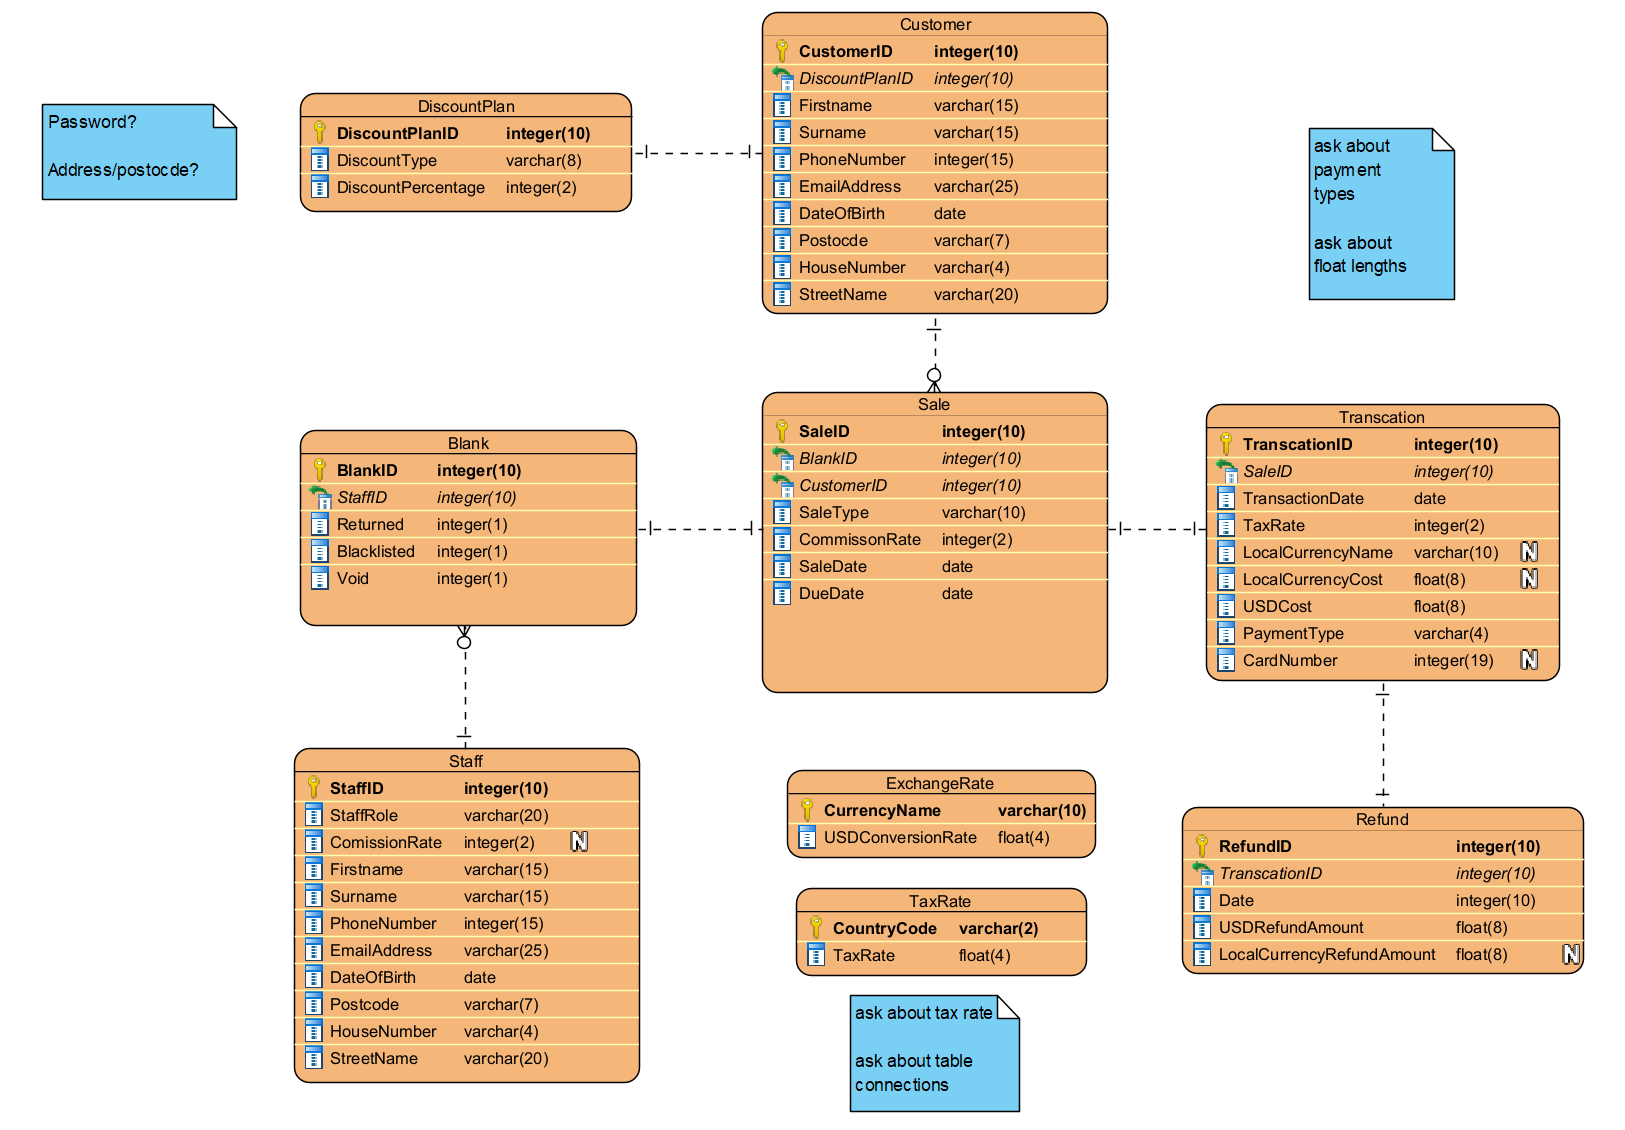 Customer
CustomerID integer(10)
DiscountPlanID integer(10)
Firstname varchar(15)
Surname varchar(15)
PhoneNumber integer(15)
EmailAddress varchar(25)
DateOfBirth date
Postocde varchar(7)
HouseNumber varchar(4)
StreetName varchar(20)
DiscountPlan
DiscountPlanID integer(10)
DiscountType varchar(8)
DiscountPercentage integer(2)
Password?
Address/postocde?
ask about
payment
types
ask about
float lengths
Blank
BlankID integer(10)
StaffID integer(10)
Returned integer(1)
Blacklisted integer(1)
Void integer(1)
Sale
SaleID integer(10)
BlankID integer(10)
CustomerID integer(10)
SaleType varchar(10)
CommissonRate integer(2)
SaleDate date
DueDate date
Transcation
TranscationID integer(10)
SaleID integer(10)
TransactionDate date
TaxRate integer(2)
LocalCurrencyName varchar(10) N
LocalCurrencyCost float(8) N
USDCost float(8)
PaymentType varchar(4)
CardNumber integer(19) N
Staff
StaffID integer(10)
StaffRole varchar(20)
ComissionRate integer(2) N
Firstname varchar(15)
Surname varchar(15)
PhoneNumber integer(15)
EmailAddress varchar(25)
DateOfBirth date
Postcode varchar(7)
HouseNumber varchar(4)
StreetName varchar(20)
ExchangeRate
CurrencyName varchar(10)
USDConversionRate float(4)
TaxRate
CountryCode varchar(2)
TaxRate float(4)
Refund
RefundID integer(10)
TranscationID integer(10)
Date integer(10)
USDRefundAmount float(8)
LocalCurrencyRefundAmount float(8) N
ask about tax rate
ask about table
connections